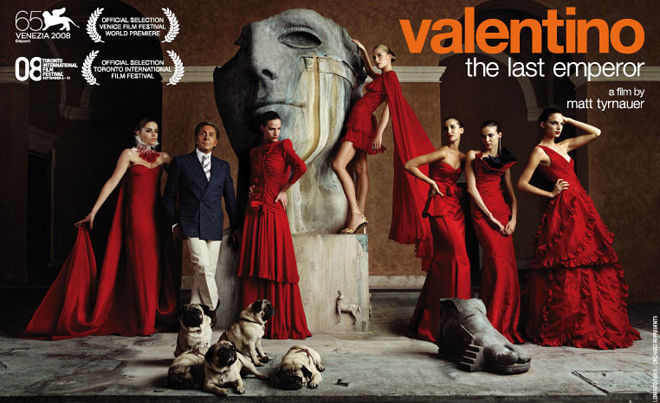 65
VENEZIA 2008
OFFICIAL SELECTION
VENICE FILM FESTIVAL
WORLD PREMIERE
08
TORONTO
INTERNATIONAL
FILM
FESTIVAL
OFFICIAL SELECTION
TORONTO INTERNATIONAL
FILM FESTIVAL
valentino
the last emperor
a film by
matt tyrnauer